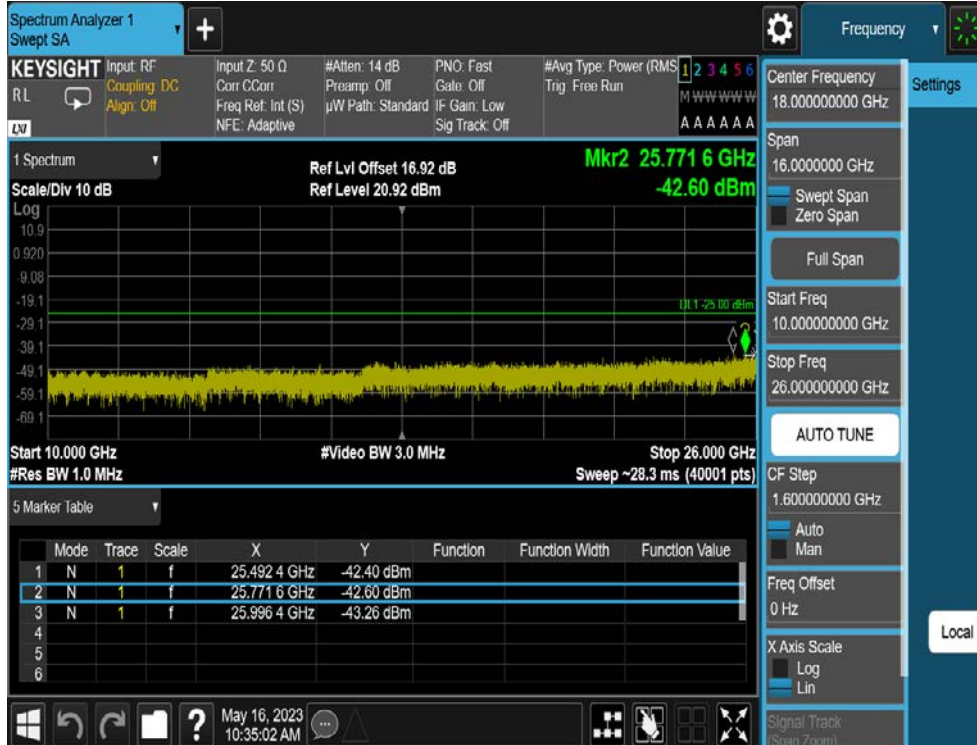 Spectrum Analyzer 1
Swept SA
+
Frequency
KEYSIGHT
RL
LXI
Input: RF
Coupling: DC
Align: Off
Input Z: 50 Ω
Corr CCorr
Freq Ref: Int (S)
NFE: Adaptive
#Atten: 14 dB
Preamp: Off
µW Path: Standard
PNO: Fast
Gate: Off
IF Gain: Low
Sig Track: Off
#Avg Type: Power (RMS
Trig: Free Run
1 2 3 4 5 6
M W W W W W
A A A A A A
1 Spectrum
Scale/Div 10 dB
Ref Lvl Offset 16.92 dB
Ref Level 20.92 dBm
Mkr2 25.771 6 GHz
-42.60 dBm
Log
10.9
0.920
-9.08
-19.1
-29.1
-39.1
-49.1
-59.1
-69.1
DL1 -25.00 dBm
2
Start 10.000 GHz
#Res BW 1.0 MHz
#Video BW 3.0 MHz
Stop 26.000 GHz
Sweep ~28.3 ms (40001 pts)
5 Marker Table
Mode Trace Scale X Y Function Function Width Function Value
1 N 1 f 25.492 4 GHz -42.40 dBm
2 N 1 f 25.771 6 GHz -42.60 dBm
3 N 1 f 25.996 4 GHz -43.26 dBm
4
5
6
?
May 16, 2023
10:35:02 AM
Center Frequency
18.000000000 GHz
Span
16.0000000 GHz
Swept Span
Zero Span
Full Span
Start Freq
10.000000000 GHz
Stop Freq
26.000000000 GHz
AUTO TUNE
CF Step
1.600000000 GHz
Auto
Man
Freq Offset
0 Hz
X Axis Scale
Log
Lin
Signal Track
(Span Zoom)
Settings
Local